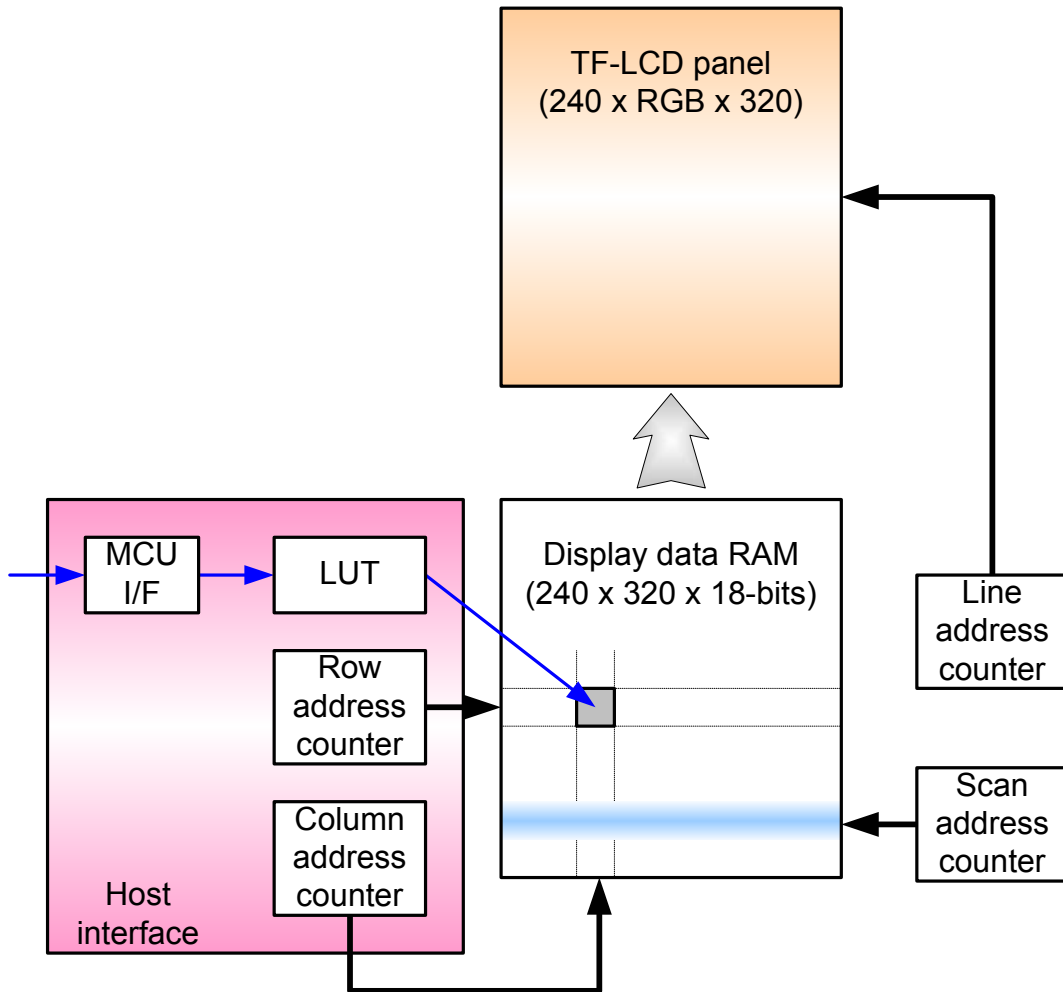 TF-LCD panel
(240 x RGB x 320)
MCU
I/F
LUT
Display data RAM
(240 x 320 x 18-bits)
Line
address
counter
Row
address
counter
Scan
address
counter
Column
address
counter
Host
interface